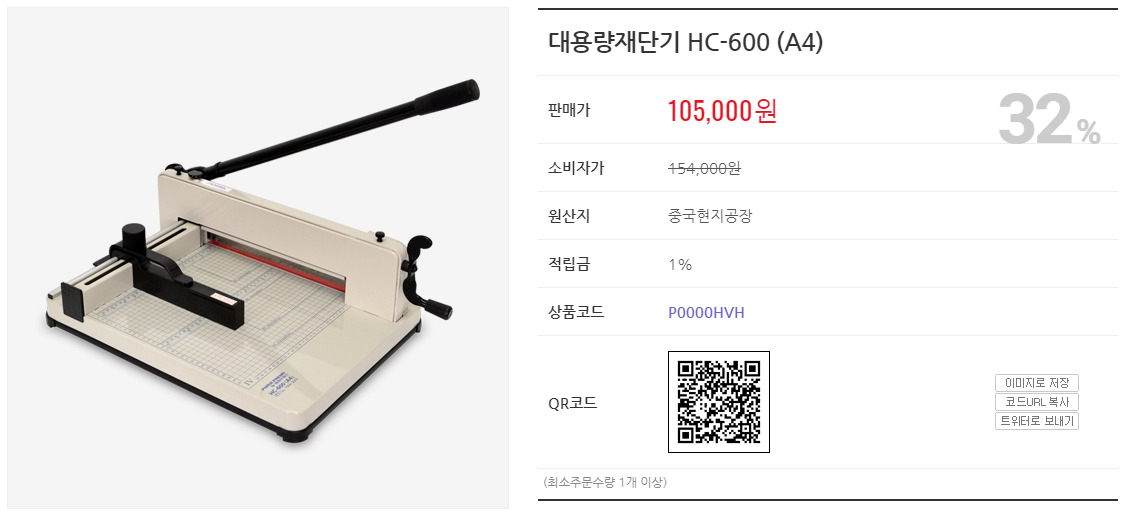 대용량재단기 HC-600 (A4)
판매가 105,000원 32%
소비자가 154,000원
원산지 중국현지공장
적립금 1%
상품코드 P0000HVH
QR코드
이미지로 저장
코드URL 복사
트위터로 보내기
(최소주문수량 1개 이상)
HC-600 (A4)